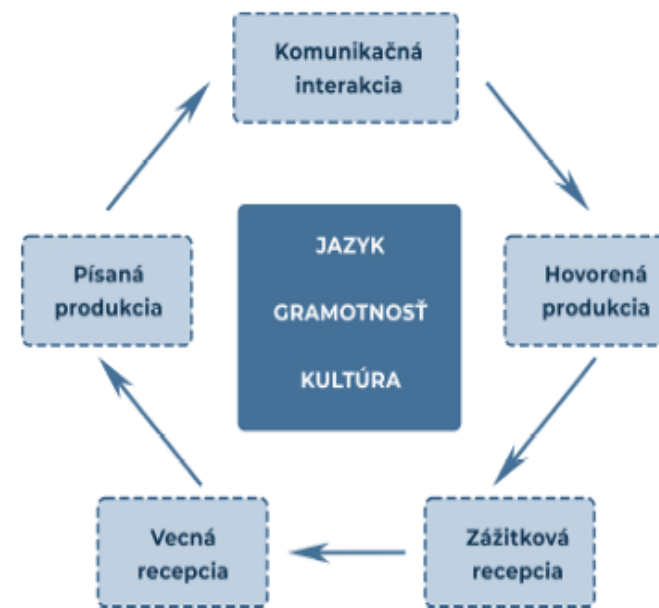 Komunikačná
interakcia
Hovorená
produkcia
Zážitková
recepcia
Vecná
recepcia
Písaná
produkcia
JAZYK
GRAMOTNOSŤ
KULTÚRA